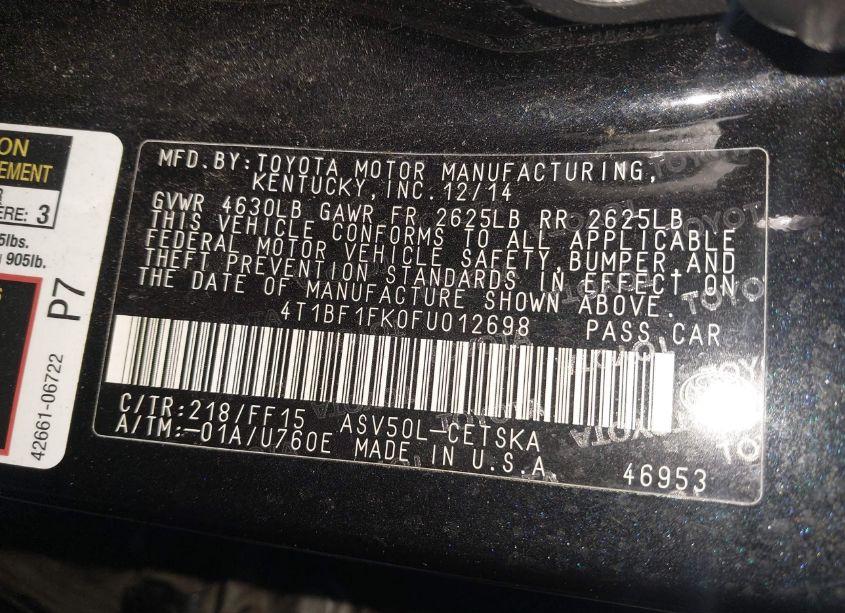 ON
EMENT
R
ERE: 3
5lbs.
905lb.
P7
42661-06722
MFD.BY:TOYOTA MOTOR MANUFACTURING,
KENTUCKY, INC. 12/14
GVWR 4630LB GAWR FR 2625LB RR 2625LB
THIS VEHICLE CONFORMS TO ALL APPLICABLE
FEDERAL MOTOR VEHICLE SAFETY,BUMPER,AND
THEFT PREVENTION STANDARDS IN EFFECT ON
THE DATE OF MANUFACTURE SHOWN ABOVE.
4T1BF1FK0FU012698 PASS.CAR
C/TR:218/FF15 ASV50L-CETSKA
A/TM:-01A/U760E MADE IN U.S.A.
46953
TOYOTA